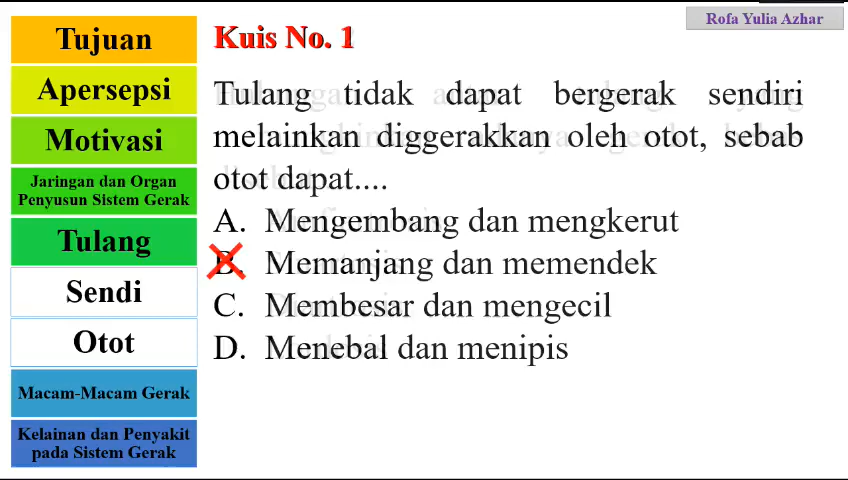 Rofa Yulia Azhar
Tujuan
Apersepsi
Motivasi
Jaringan dan Organ
Penyusun Sistem Gerak
Tulang
Sendi
Otot
Macam-Macam Gerak
Kelainan dan Penyakit
pada Sistem Gerak
Kuis No. 1
Tulang tidak dapat bergerak sendiri
melainkan diggerakkan oleh otot, sebab
otot dapat....
A. Mengembang dan mengkerut
B. Memanjang dan memendek
C. Membesar dan mengecil
D. Menebal dan menipis